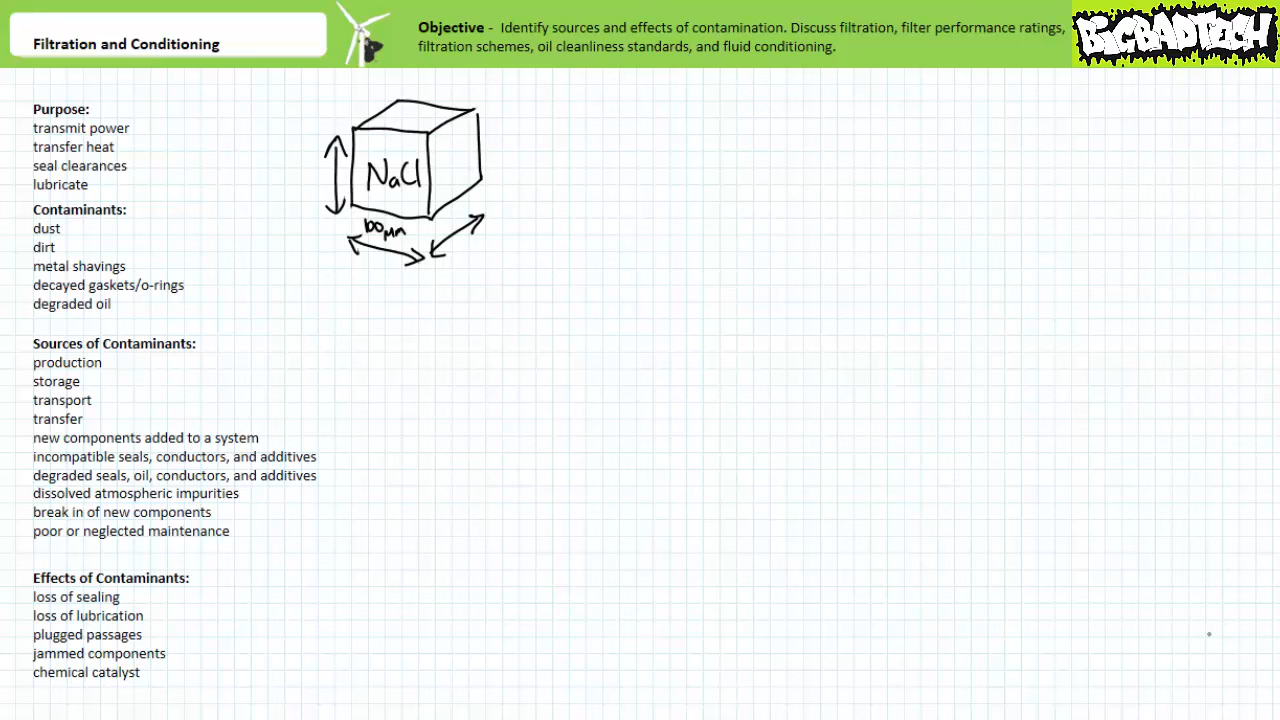 Filtration and Conditioning
Objective - Identify sources and effects of contamination. Discuss filtration, filter performance ratings,
filtration schemes, oil cleanliness standards, and fluid conditioning.
BIGBADTECH
Purpose:
transmit power
transfer heat
seal clearances
lubricate
Contaminants:
dust
dirt
metal shavings
decayed gaskets/o-rings
degraded oil
Sources of Contaminants:
production
storage
transport
transfer
new components added to a system
incompatible seals, conductors, and additives
degraded seals, oil, conductors, and additives
dissolved atmospheric impurities
break in of new components
poor or neglected maintenance
Effects of Contaminants:
loss of sealing
loss of lubrication
plugged passages
jammed components
chemical catalyst
NaCl
100µm